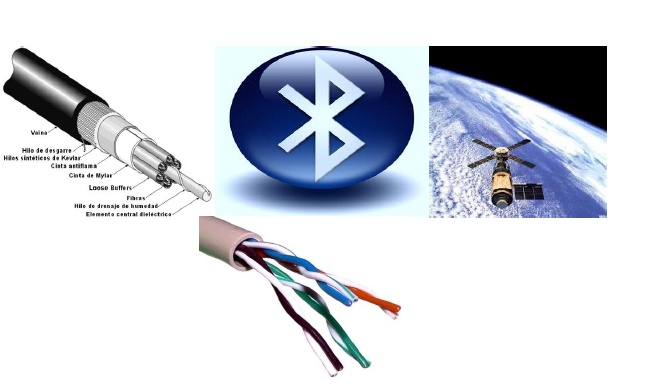 Vaina
Hilo de desgarre
Hilos sintéticos de Kevlar
Cinta antiflama
Cinta de Mylar
Loose Buffers
Fibras
Hilo de drenaje de humedad
Elemento central dieléctrico